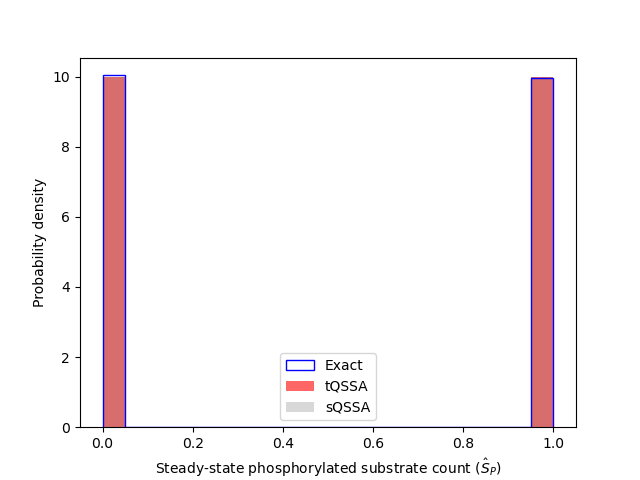 10
8
6
4
2
0
Probability density
Exact
tQSSA
sQSSA
0.0 0.2 0.4 0.6 0.8 1.0
Steady-state phosphorylated substrate count (Ŝ_P)